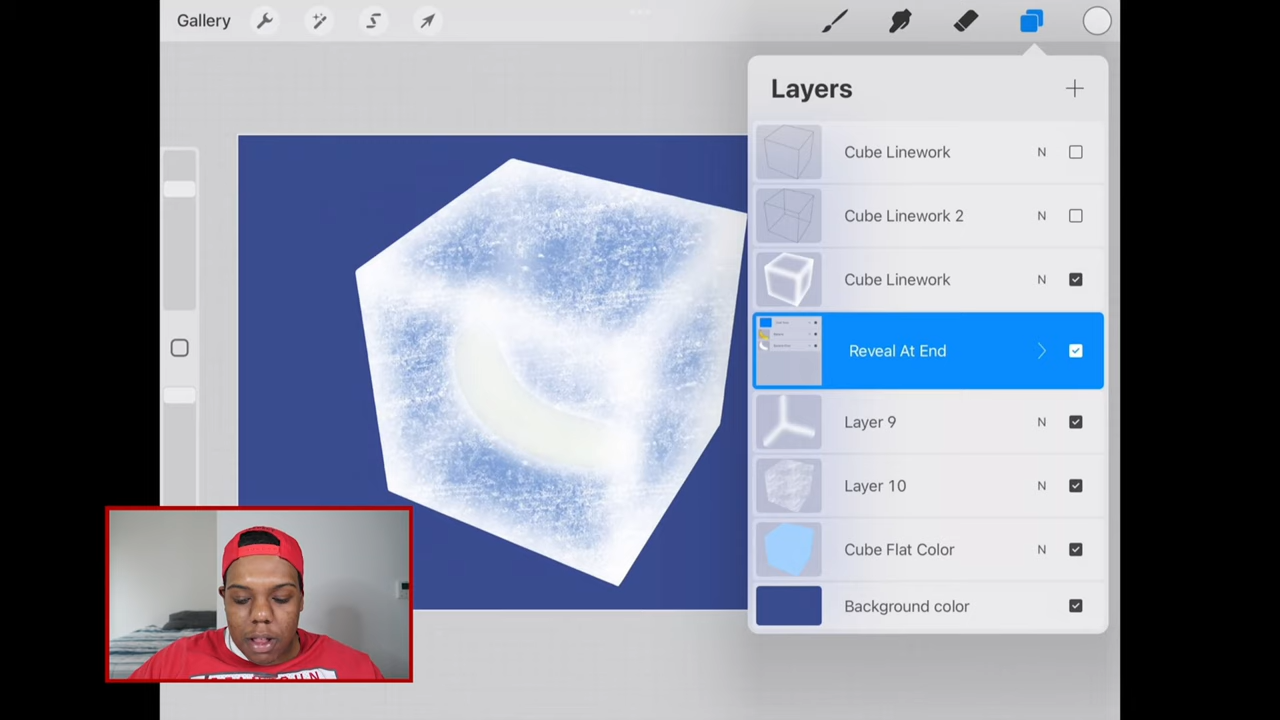 Gallery
Layers
Cube Linework N
Cube Linework 2 N
Cube Linework N
Reveal At End
Layer 9 N
Layer 10 N
Cube Flat Color N
Background color